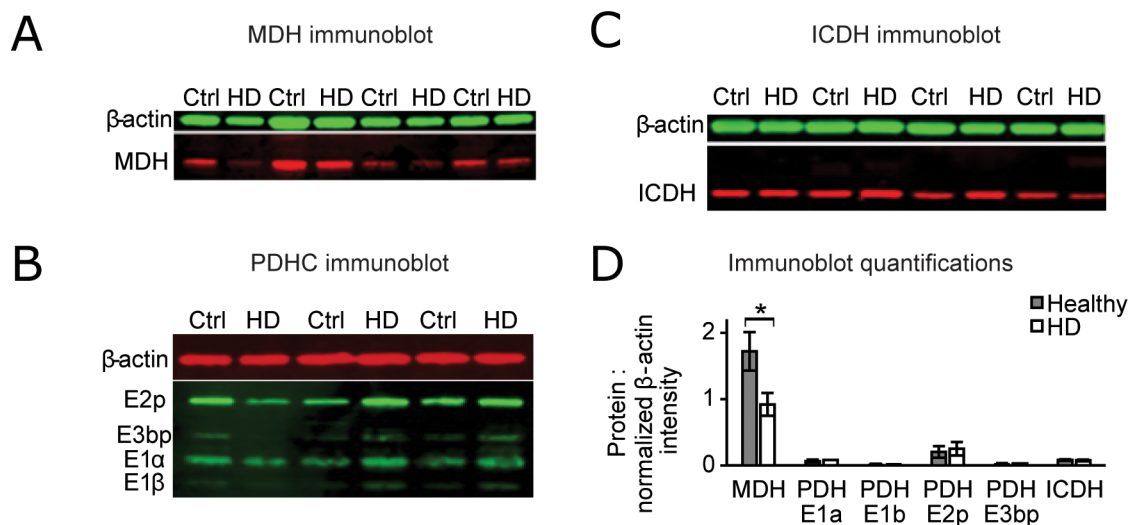 A
MDH immunoblot
Ctrl HD Ctrl HD Ctrl HD Ctrl HD
β-actin
MDH
B
PDHC immunoblot
Ctrl HD Ctrl HD Ctrl HD
β-actin
E2p
E3bp
E1α
E1β
C
ICDH immunoblot
Ctrl HD Ctrl HD Ctrl HD Ctrl HD
β-actin
ICDH
D
Immunoblot quantifications
Healthy
HD
*
Protein :
normalized β-actin
intensity
2
1
0
MDH PDH PDH PDH PDH ICDH
E1a E1b E2p E3bp